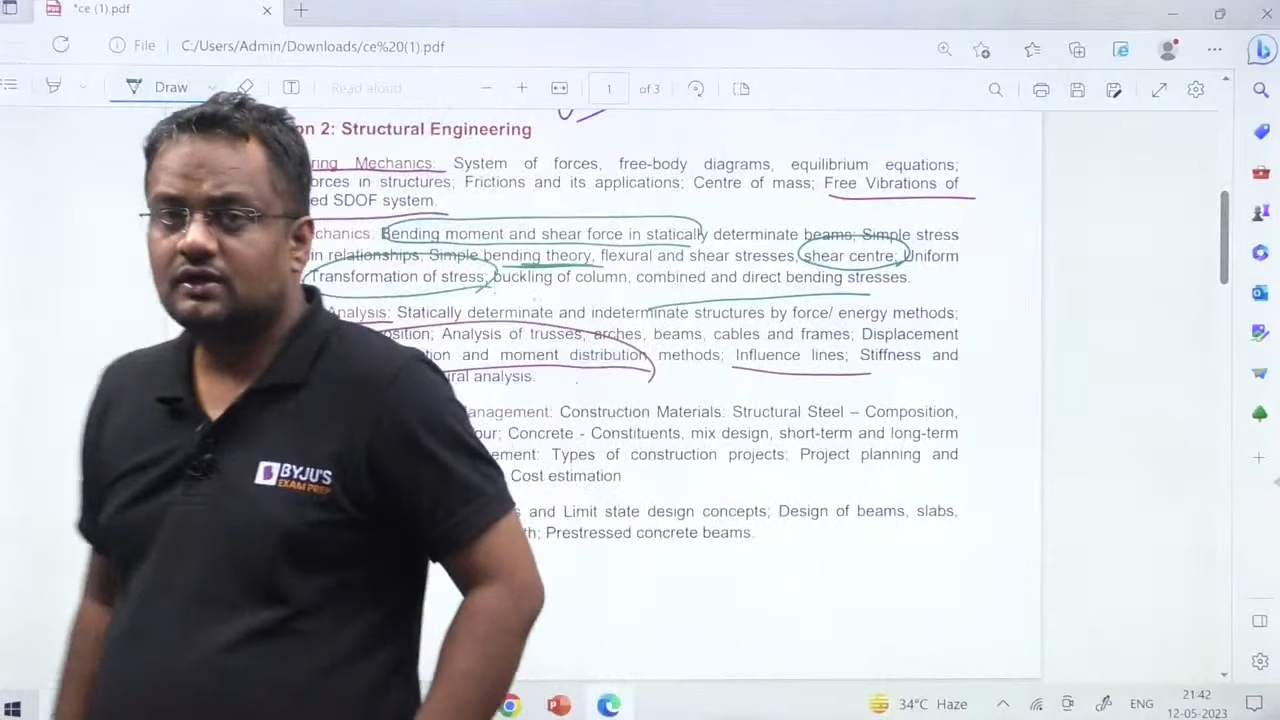 *ce (1).pdf
File C:/Users/Admin/Downloads/ce%20(1).pdf
Draw Read aloud 1 of 3
on 2: Structural Engineering
ring Mechanics: System of forces, free-body diagrams, equilibrium equations;
orces in structures; Frictions and its applications; Centre of mass; Free Vibrations of
ed SDOF system.
chanics: Bending moment and shear force in statically determinate beams; Simple stress
in relationships; Simple bending theory, flexural and shear stresses, shear centre; Uniform
Transformation of stress; buckling of column, combined and direct bending stresses.
Analysis: Statically determinate and indeterminate structures by force/ energy methods;
osition; Analysis of trusses, arches, beams, cables and frames; Displacement
tion and moment distribution methods; Influence lines; Stiffness and
ral analysis.
anagement: Construction Materials: Structural Steel – Composition,
our; Concrete - Constituents, mix design, short-term and long-term
ement: Types of construction projects; Project planning and
Cost estimation
s and Limit state design concepts; Design of beams, slabs,
th; Prestressed concrete beams.
BYJU'S
EXAM PREP
34°C Haze ENG 21:42
12-05-2023